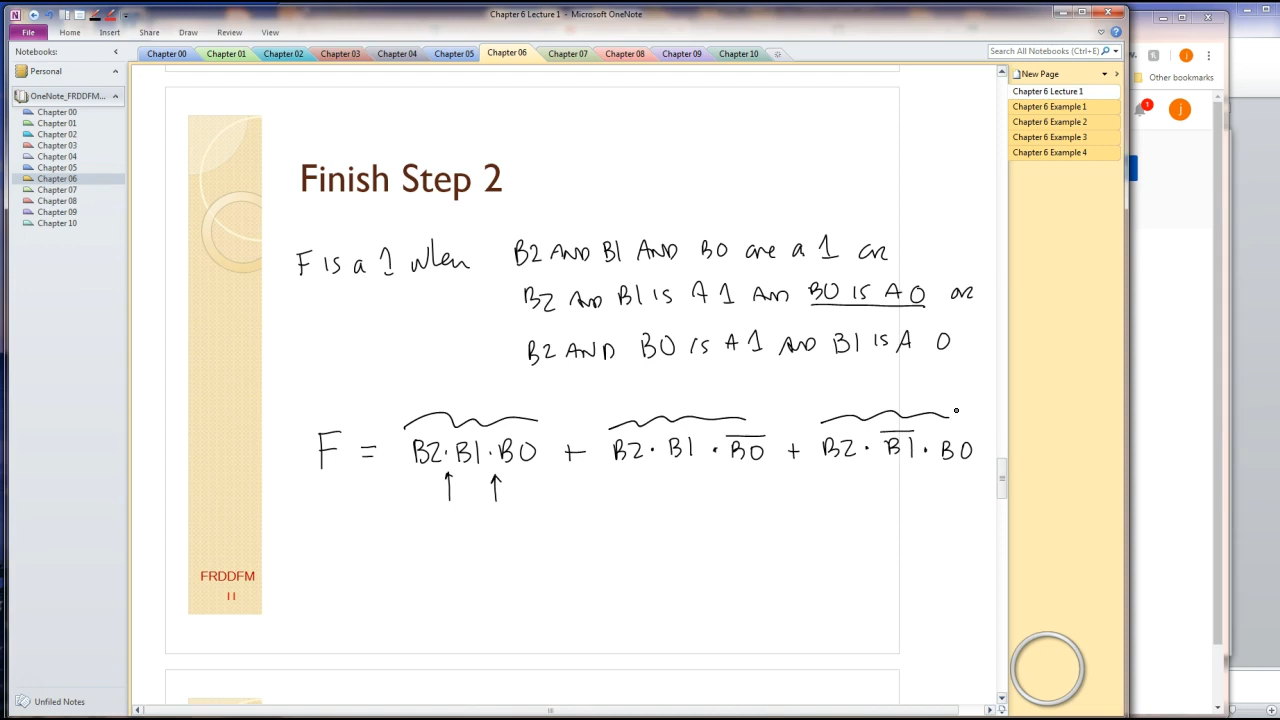 Chapter 6 Lecture 1 - Microsoft OneNote
File Home Insert Share Draw Review View
Notebooks:
Chapter 00 Chapter 01 Chapter 02 Chapter 03 Chapter 04 Chapter 05 Chapter 06 Chapter 07 Chapter 08 Chapter 09 Chapter 10
Search All Notebooks (Ctrl+E)
w.
Personal
OneNote_FRDDFM...
Chapter 00
Chapter 01
Chapter 02
Chapter 03
Chapter 04
Chapter 05
Chapter 06
Chapter 07
Chapter 08
Chapter 09
Chapter 10
Unfiled Notes
New Page
Chapter 6 Lecture 1
Chapter 6 Example 1
Chapter 6 Example 2
Chapter 6 Example 3
Chapter 6 Example 4
j
Other bookmarks
1
j
Finish Step 2
F is a 1 when B2 AND B1 AND B0 are a 1 or
B2 AND B1 IS A 1 AND B0 IS A 0 or
B2 AND B0 IS A 1 AND B1 IS A 0
F = B2·B1·B0 + B2·B1·B̅0̅ + B2·B̅1̅·B0
FRDDFM
11